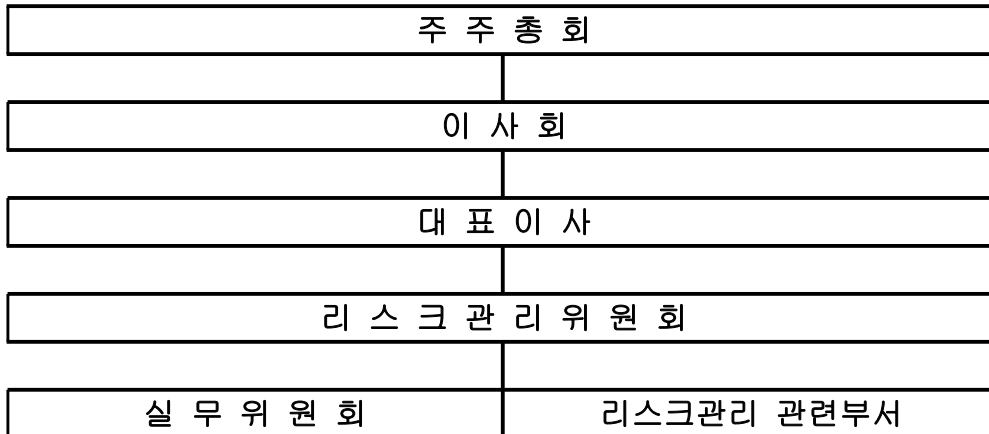 주 주 총 회
이 사 회
대 표 이 사
리 스 크 관 리 위 원 회
실 무 위 원 회
리스크관리 관련부서